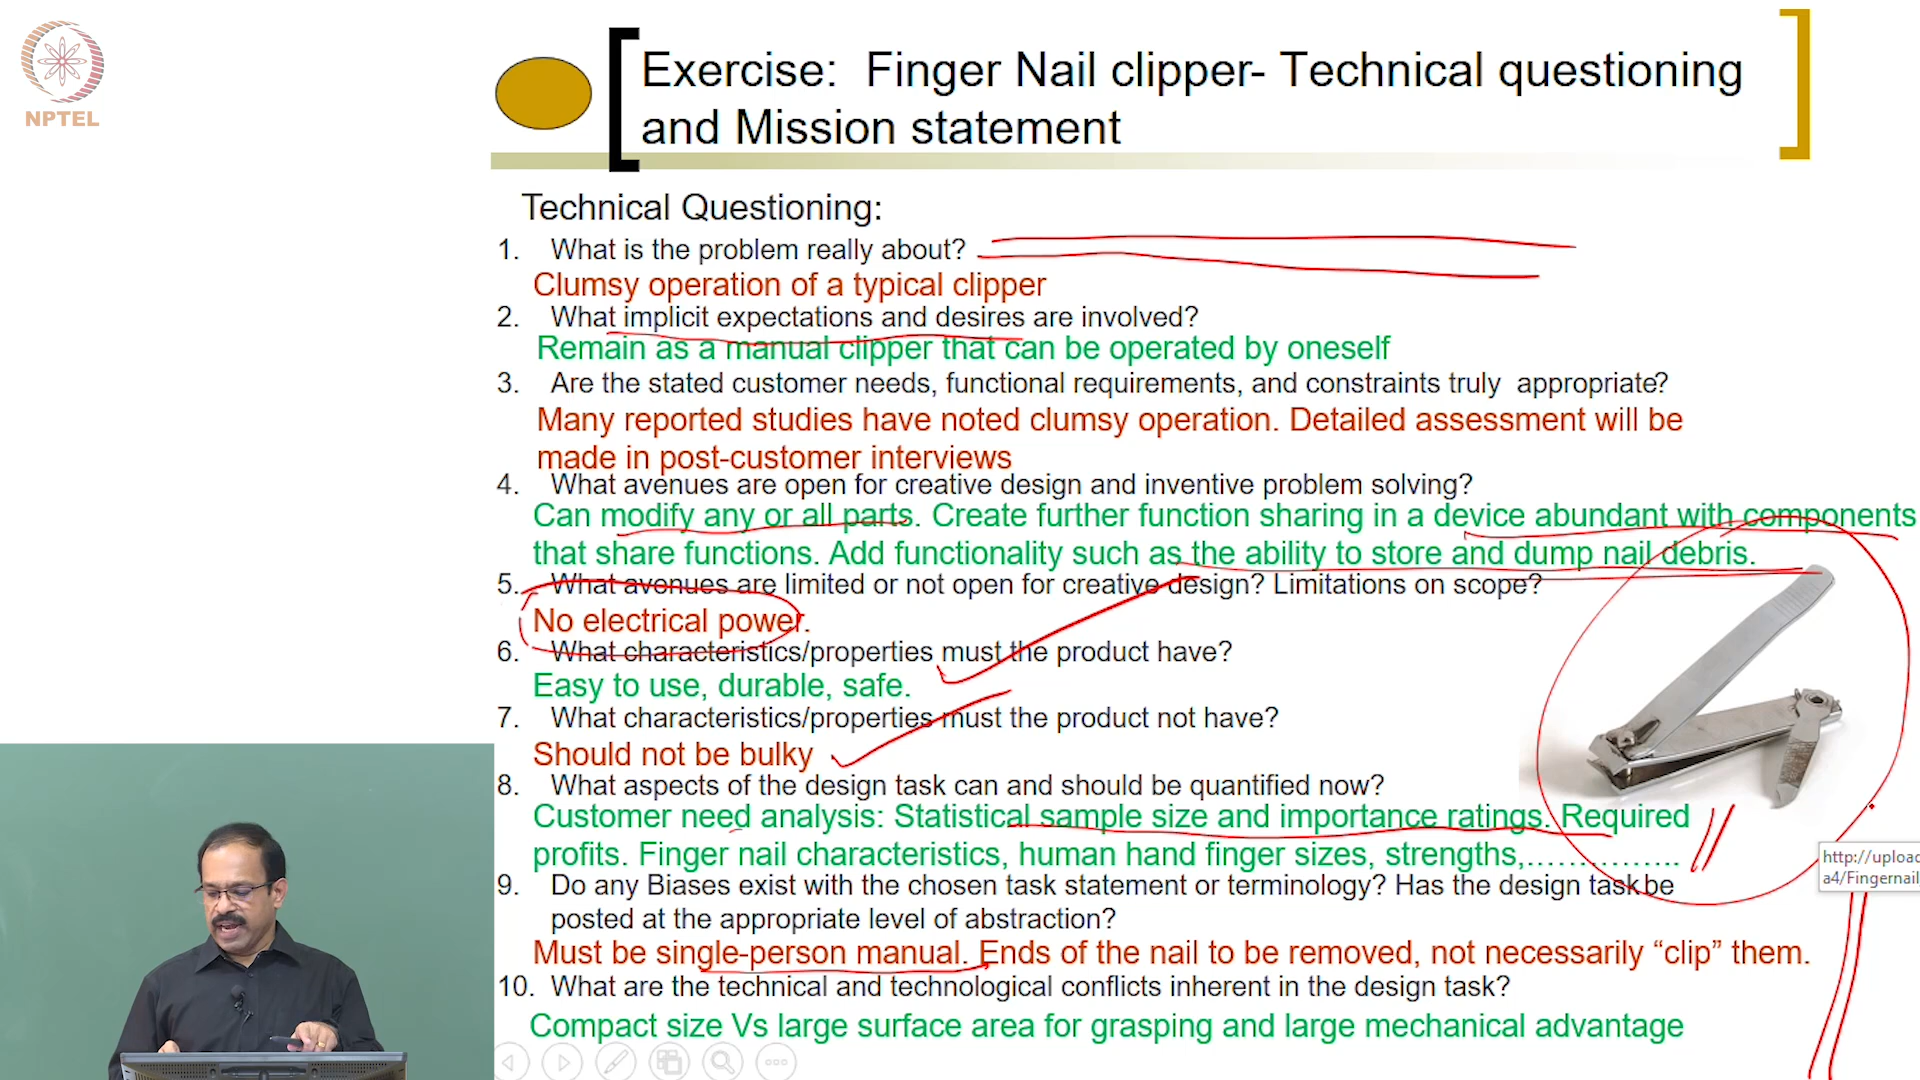 NPTEL
Exercise: Finger Nail clipper- Technical questioning
and Mission statement
Technical Questioning:
1. What is the problem really about?
Clumsy operation of a typical clipper
2. What implicit expectations and desires are involved?
Remain as a manual clipper that can be operated by oneself
3. Are the stated customer needs, functional requirements, and constraints truly appropriate?
Many reported studies have noted clumsy operation. Detailed assessment will be
made in post-customer interviews
4. What avenues are open for creative design and inventive problem solving?
Can modify any or all parts. Create further function sharing in a device abundant with components
that share functions. Add functionality such as the ability to store and dump nail debris.
5. What avenues are limited or not open for creative design? Limitations on scope?
No electrical power.
6. What characteristics/properties must the product have?
Easy to use, durable, safe.
7. What characteristics/properties must the product not have?
Should not be bulky
8. What aspects of the design task can and should be quantified now?
Customer need analysis: Statistical sample size and importance ratings. Required
profits. Finger nail characteristics, human hand finger sizes, strengths,…………..
http://upload
a4/Fingernail
9. Do any Biases exist with the chosen task statement or terminology? Has the design task be
posted at the appropriate level of abstraction?
Must be single-person manual. Ends of the nail to be removed, not necessarily “clip” them.
10. What are the technical and technological conflicts inherent in the design task?
Compact size Vs large surface area for grasping and large mechanical advantage